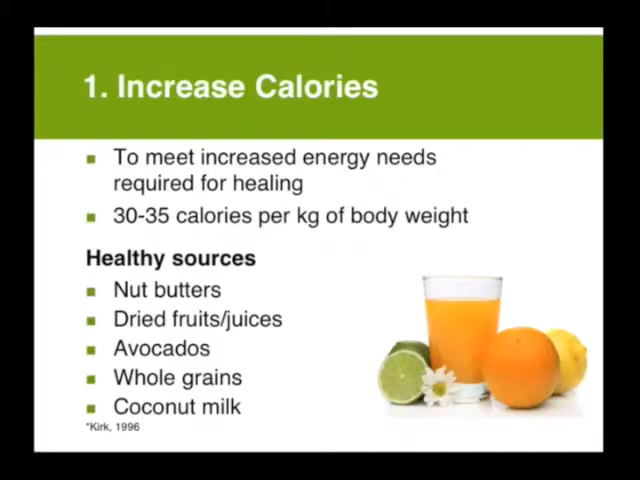 1. Increase Calories
■ To meet increased energy needs
required for healing
■ 30-35 calories per kg of body weight
Healthy sources
■ Nut butters
■ Dried fruits/juices
■ Avocados
■ Whole grains
■ Coconut milk
*Kirk, 1996